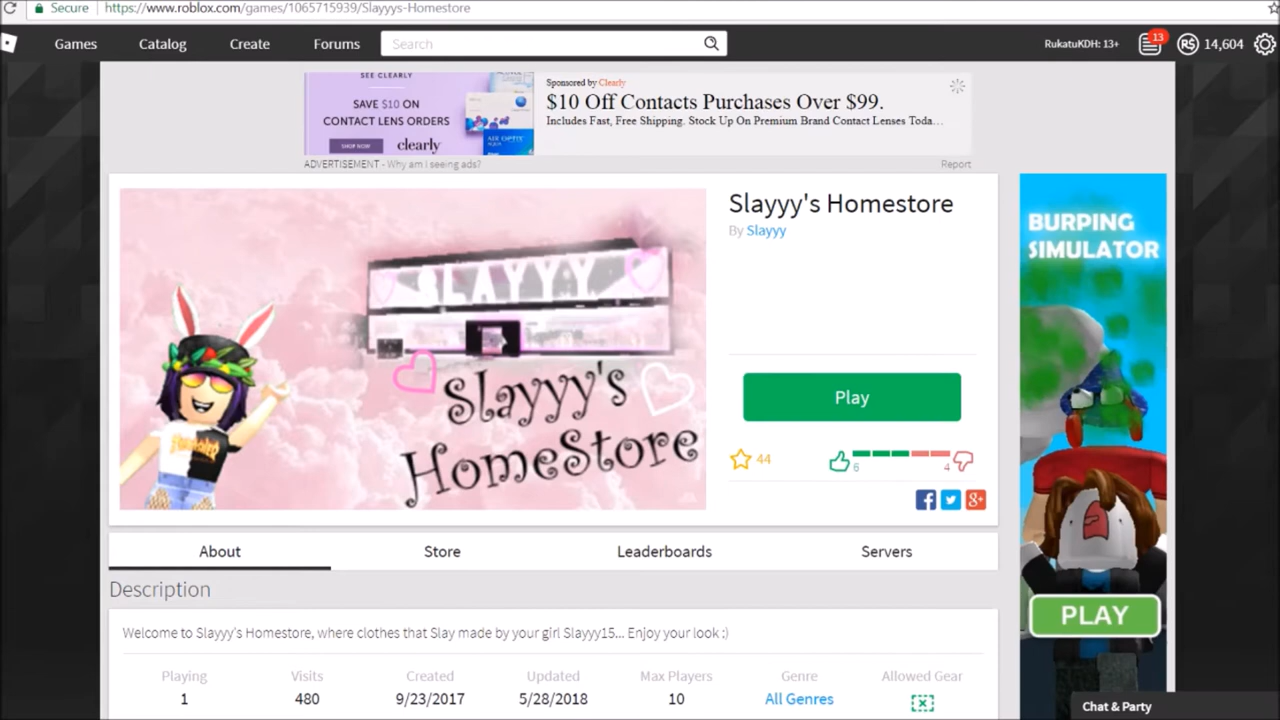 Secure https://www.roblox.com/games/1065715939/Slayyys-Homestore
Games Catalog Create Forums Search RukatuKDH: 13+ 13 R$ 14,604
SEE CLEARLY
SAVE $10 ON
CONTACT LENS ORDERS
SHOP NOW clearly
AIR OPTIX
AQUA
Sponsored by Clearly
$10 Off Contacts Purchases Over $99.
Includes Fast, Free Shipping. Stock Up On Premium Brand Contact Lenses Toda…
ADVERTISEMENT - Why am I seeing ads? Report
SLAYYY
Slayyy's
HomeStore
Slayyy's Homestore
By Slayyy
Play
44 6 4
BURPING
SIMULATOR
PLAY
About Store Leaderboards Servers
Description
Welcome to Slayyy's Homestore, where clothes that Slay made by your girl Slayyy15... Enjoy your look :)
Playing Visits Created Updated Max Players Genre Allowed Gear
1 480 9/23/2017 5/28/2018 10 All Genres
Chat & Party